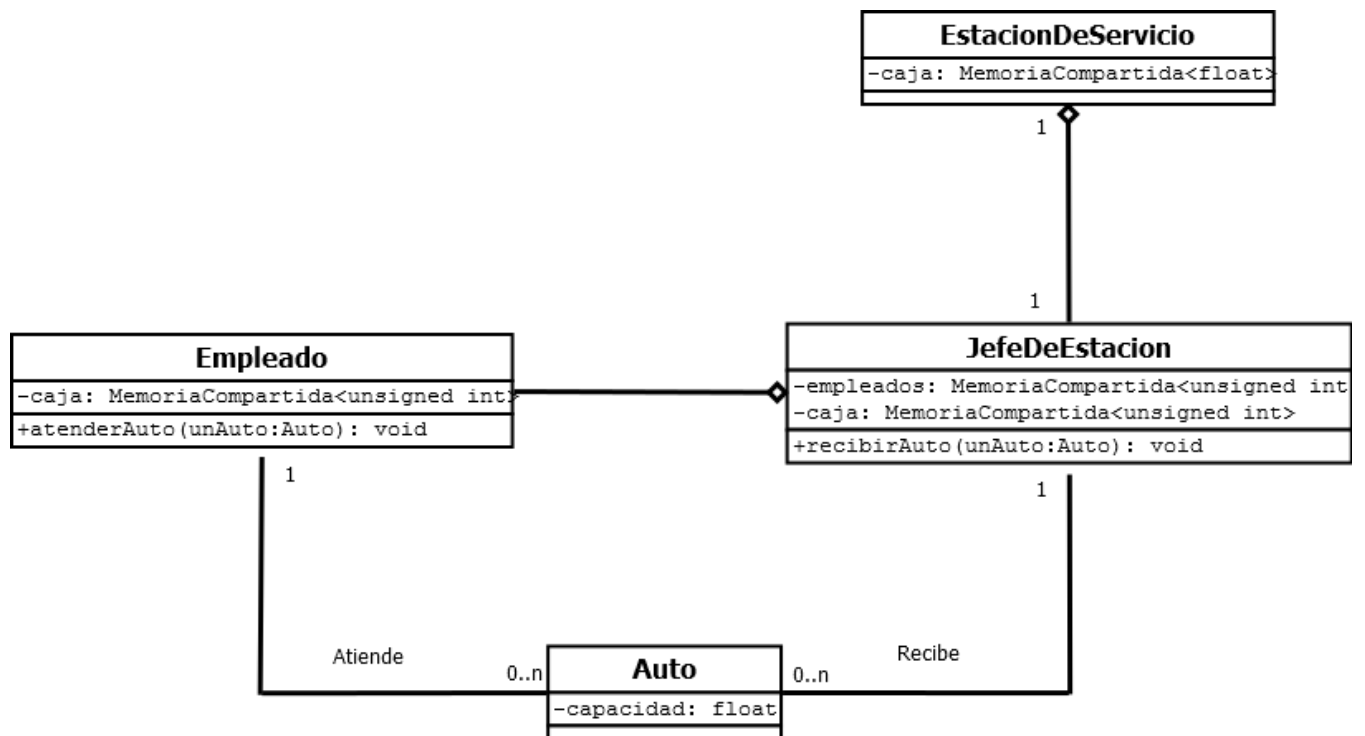 EstacionDeServicio
-caja: MemoriaCompartida<float>
1
1
Empleado
-caja: MemoriaCompartida<unsigned int>
+atenderAuto(unAuto:Auto): void
JefeDeEstacion
-empleados: MemoriaCompartida<unsigned int
-caja: MemoriaCompartida<unsigned int>
+recibirAuto(unAuto:Auto): void
1
1
Atiende
0..n
Auto
-capacidad: float
0..n
Recibe